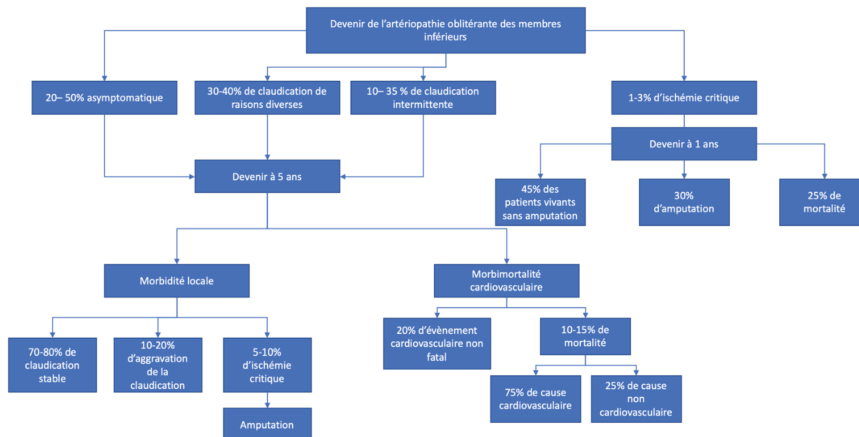 Devenir de l'artériopathie oblitérante des membres
inférieurs
20– 50% asymptomatique
30-40% de claudication de
raisons diverses
10– 35 % de claudication
intermittente
1-3% d'ischémie critique
Devenir à 5 ans
Devenir à 1 ans
45% des
patients vivants
sans amputation
30%
d'amputation
25% de
mortalité
Morbidité locale
Morbimortalité
cardiovasculaire
70-80% de
claudication
stable
10-20%
d'aggravation
de la
claudication
5-10%
d'ischémie
critique
20% d'évènement
cardiovasculaire non
fatal
10-15% de
mortalité
Amputation
75% de cause
cardiovasculaire
25% de cause
non
cardiovasculaire